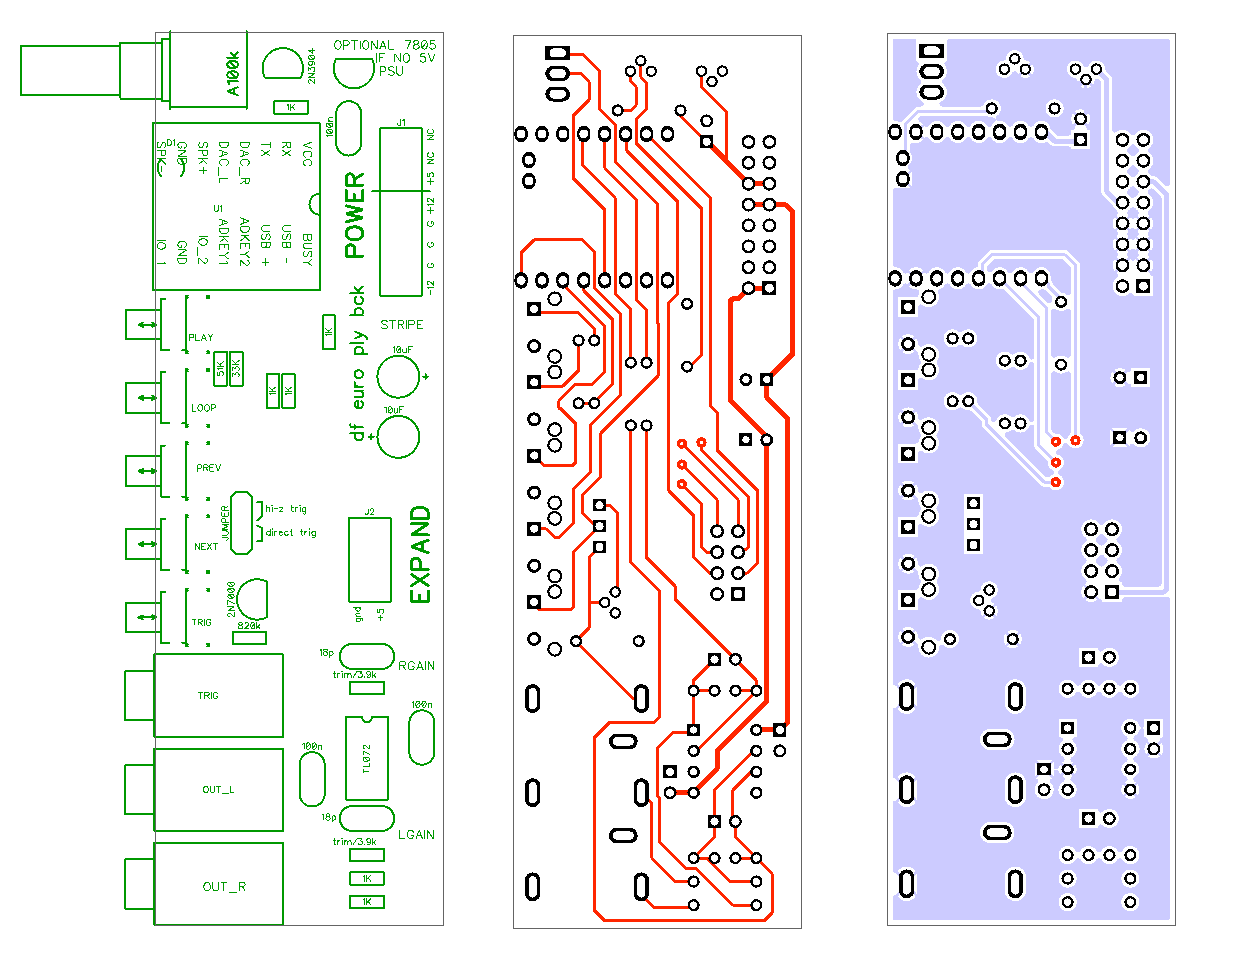 OPTIONAL 7805
IF NO 5V
PSU
A100k
2N3904
1K
100n
J1
NC
NC
+5
+12
G
G
G
-12
POWER
D1
SPK-
GND
SPK+
DAC_L
DAC_R
TX
RX
VCC
U1
IO_1
GND
IO_2
ADKEY1
ADKEY2
USB +
USB -
BUSY
STRIPE
1K
PLAY
51K
33K
1K
1K
10uF
+
10uF
+
df euro ply bck
LOOP
PREV
NEXT
TRIG
JUMPER
hi-z trig
direct trig
J2
EXPAND
gnd
+5
2N7000
820k
18p
RGAIN
trim/3.9k
TRIG
100n
TL072
100n
OUT_L
18p
LGAIN
trim/3.9k
1K
1K
OUT_R